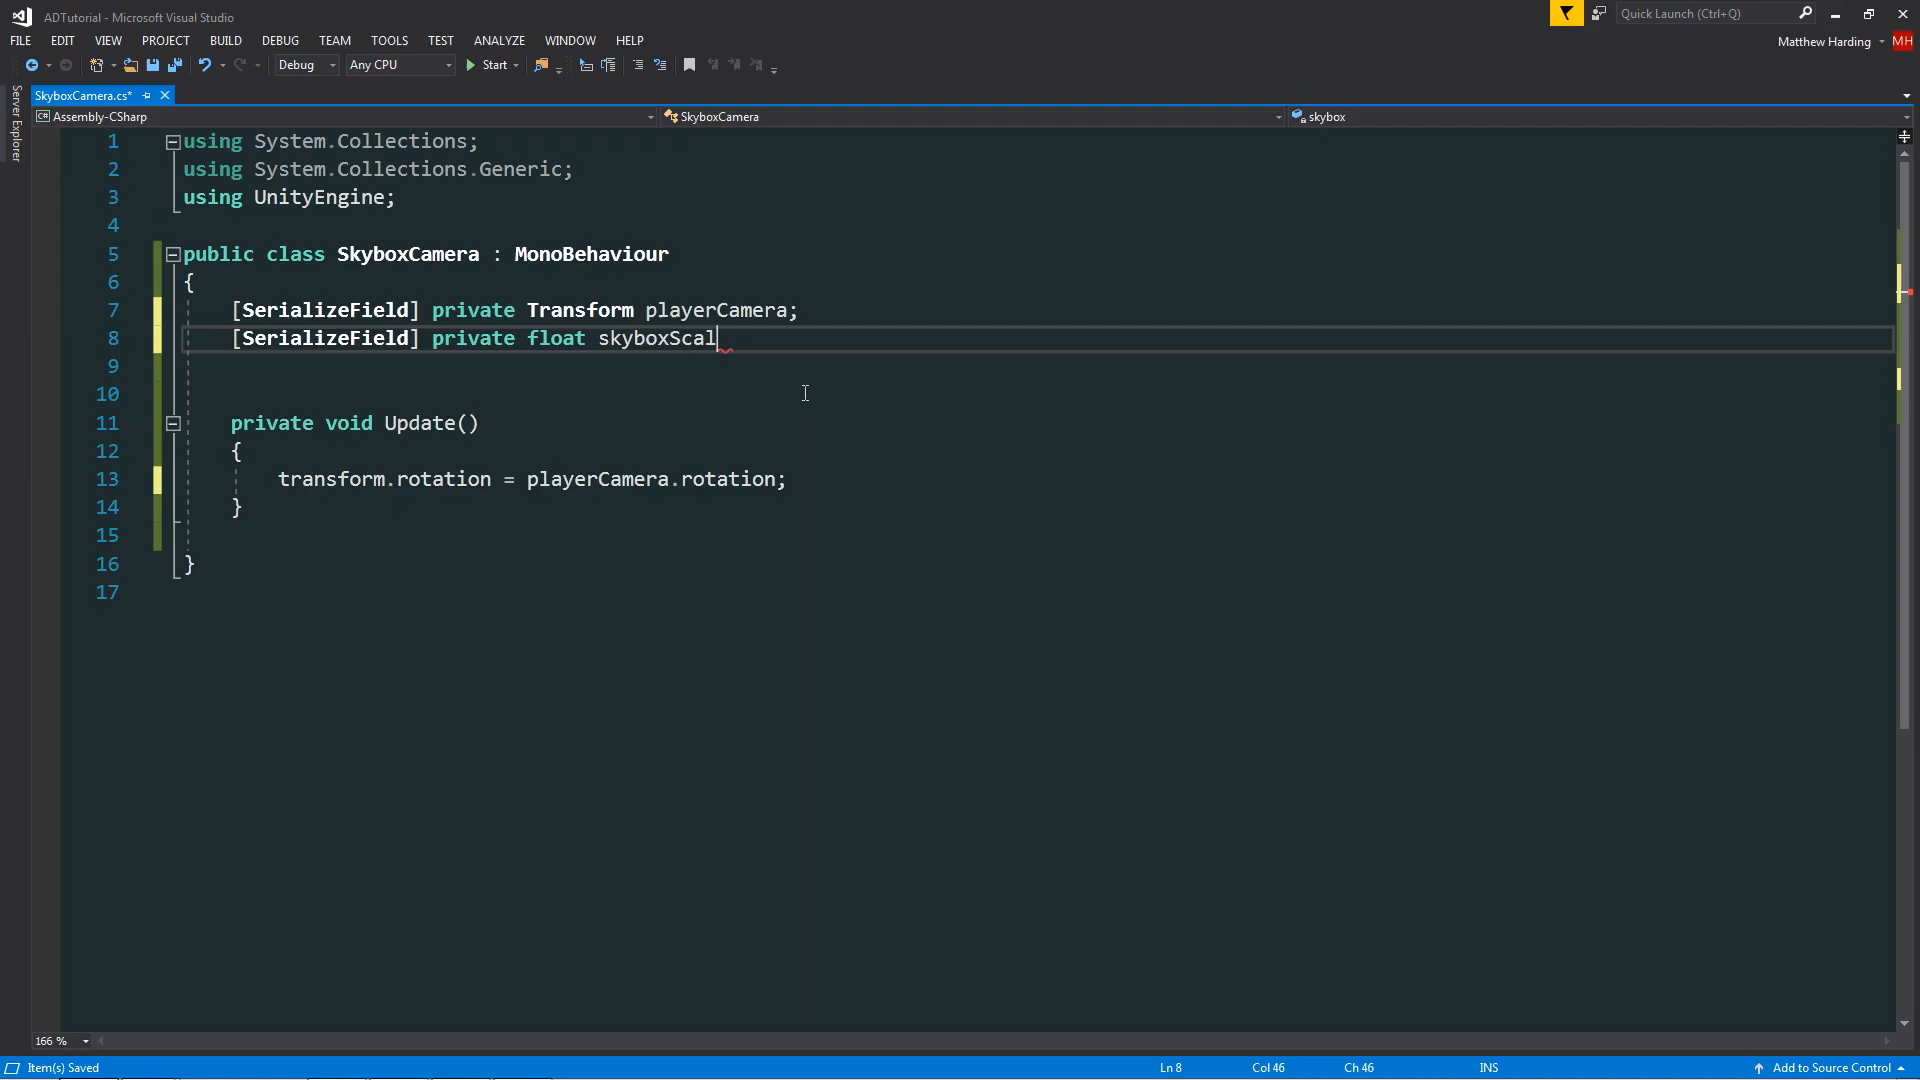 ADTutorial - Microsoft Visual Studio
Quick Launch (Ctrl+Q)
FILE EDIT VIEW PROJECT BUILD DEBUG TEAM TOOLS TEST ANALYZE WINDOW HELP
Matthew Harding MH
Debug Any CPU Start
Server Explorer
SkyboxCamera.cs*
C# Assembly-CSharp SkyboxCamera skybox
1 using System.Collections;
2 using System.Collections.Generic;
3 using UnityEngine;
4
5 public class SkyboxCamera : MonoBehaviour
6 {
7 [SerializeField] private Transform playerCamera;
8 [SerializeField] private float skyboxScal
9
10
11 private void Update()
12 {
13 transform.rotation = playerCamera.rotation;
14 }
15
16 }
17
166 %
Item(s) Saved Ln 8 Col 46 Ch 46 INS Add to Source Control